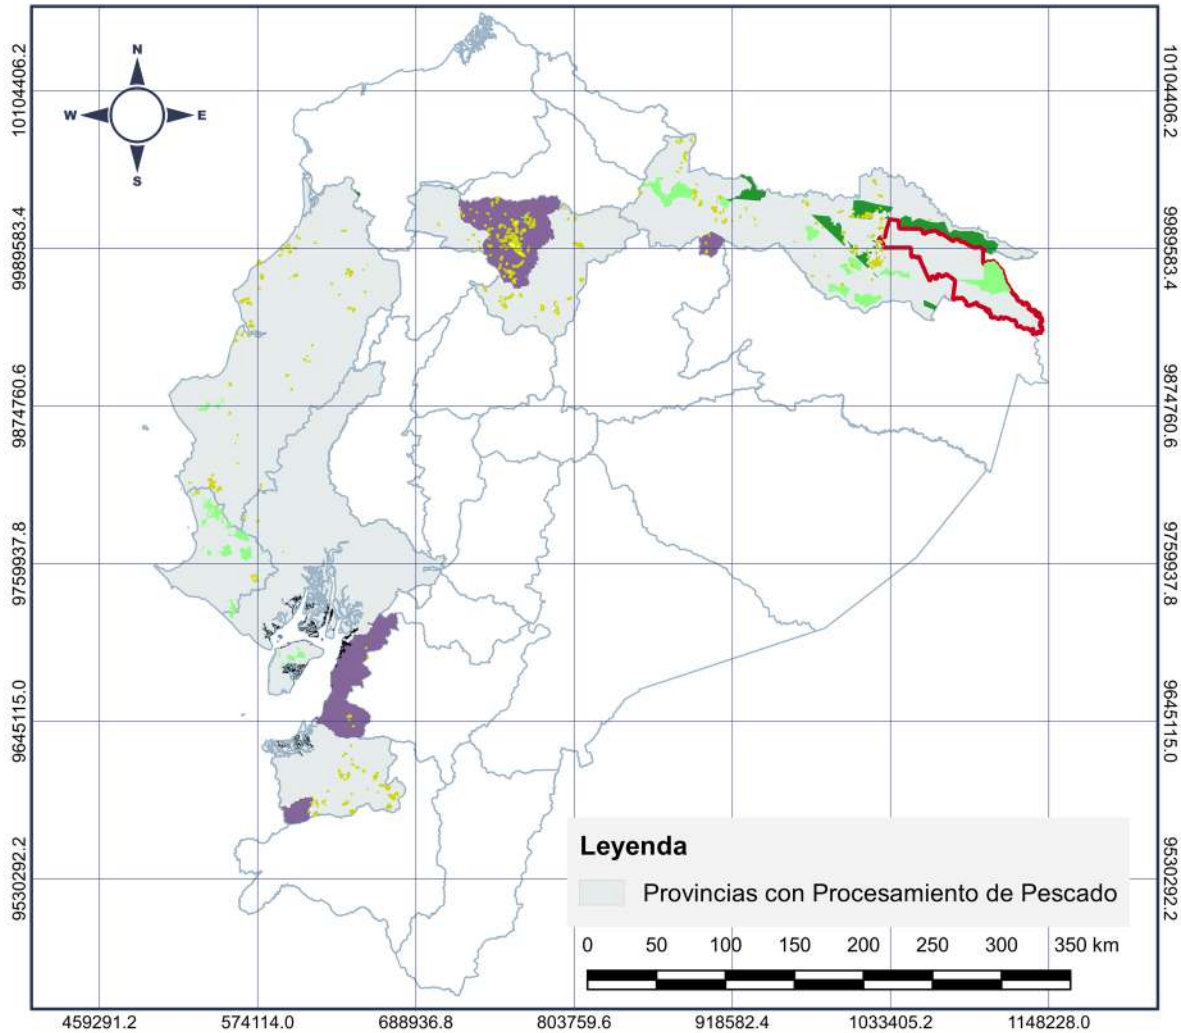 N
W E
S
10104406.2
9989583.4
9874760.6
9759937.8
9645115.0
9530292.2
10104406.2
9989583.4
9874760.6
9759937.8
9645115.0
9530292.2
Leyenda
Provincias con Procesamiento de Pescado
0 50 100 150 200 250 300 350 km
459291.2 574114.0 688936.8 803759.6 918582.4 1033405.2 1148228.0